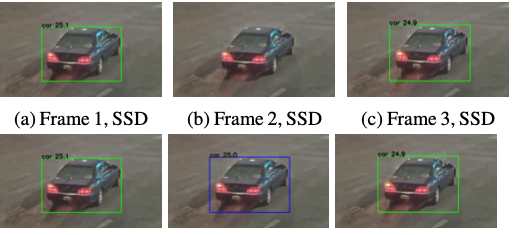 car 25.1
car 24.9
(a) Frame 1, SSD
(b) Frame 2, SSD
(c) Frame 3, SSD
car 25.1
car 25.0
car 24.9